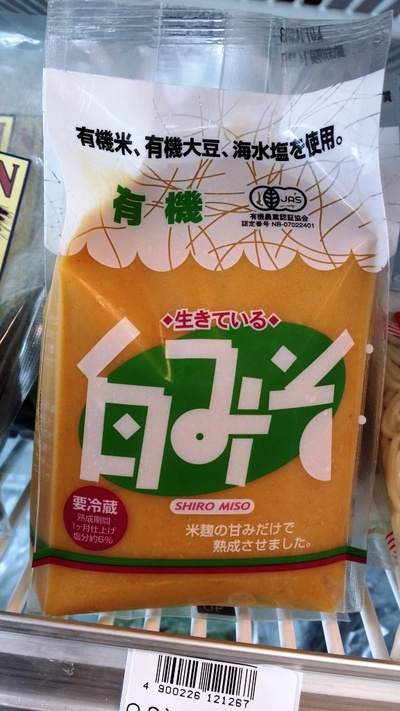 有機米、有機大豆、海水塩を使用。
有機
JAS
有機農業認証協会
認定番号 NB-07022401
◆生きている◆
白みそ
SHIRO MISO
要冷蔵
熟成期間
1ヶ月仕上げ
塩分約6%
米麹の甘みだけで
熟成させました。
4 900226 121267